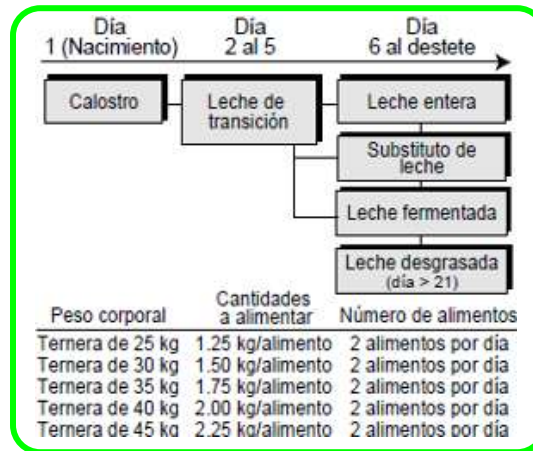 Día Día Día
1 (Nacimiento) 2 al 5 6 al destete
Calostro
Leche de
transición
Leche entera
Substituto de
leche
Leche fermentada
Leche desgrasada
(día > 21)
Peso corporal Cantidades
a alimentar Número de alimentos
Ternera de 25 kg 1.25 kg/alimento 2 alimentos por día
Ternera de 30 kg 1.50 kg/alimento 2 alimentos por día
Ternera de 35 kg 1.75 kg/alimento 2 alimentos por día
Ternera de 40 kg 2.00 kg/alimento 2 alimentos por día
Ternera de 45 kg 2.25 kg/alimento 2 alimentos por día